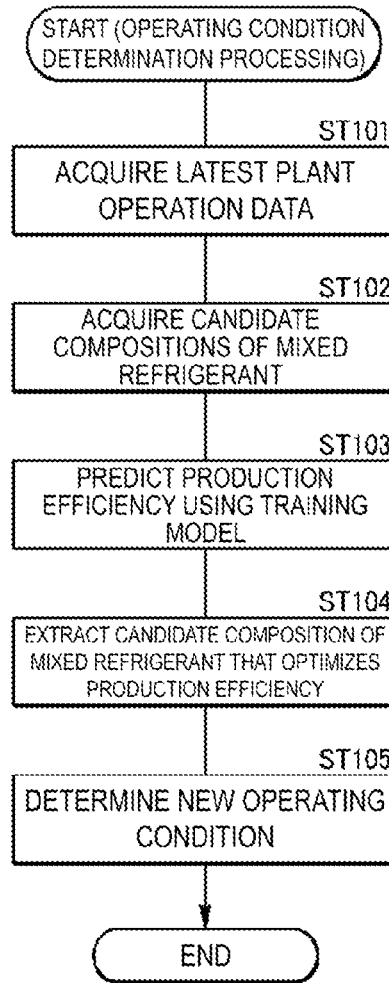 START (OPERATING CONDITION
DETERMINATION PROCESSING)
ST101
ACQUIRE LATEST PLANT
OPERATION DATA
ST102
ACQUIRE CANDIDATE
COMPOSITIONS OF MIXED
REFRIGERANT
ST103
PREDICT PRODUCTION
EFFICIENCY USING TRAINING
MODEL
ST104
EXTRACT CANDIDATE COMPOSITION OF
MIXED REFRIGERANT THAT OPTIMIZES
PRODUCTION EFFICIENCY
ST105
DETERMINE NEW OPERATING
CONDITION
END